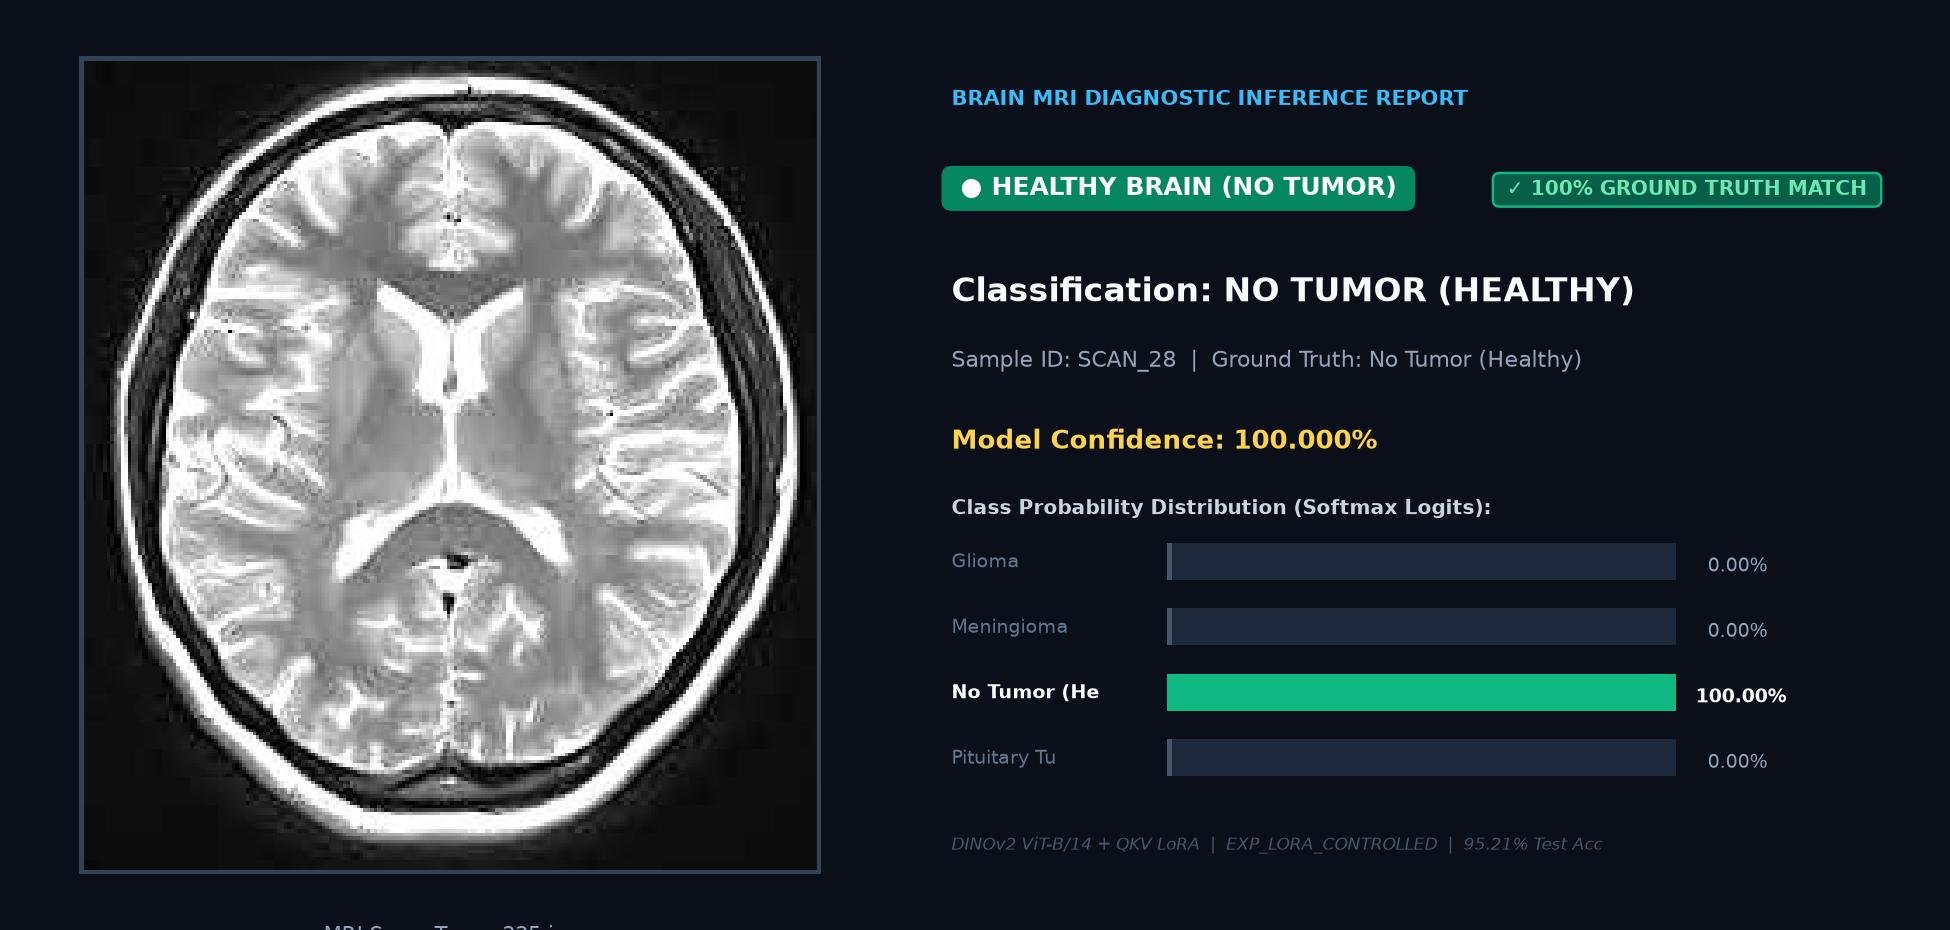 BRAIN MRI DIAGNOSTIC INFERENCE REPORT
● HEALTHY BRAIN (NO TUMOR)
✓ 100% GROUND TRUTH MATCH
Classification: NO TUMOR (HEALTHY)
Sample ID: SCAN_28 | Ground Truth: No Tumor (Healthy)
Model Confidence: 100.000%
Class Probability Distribution (Softmax Logits):
Glioma 0.00%
Meningioma 0.00%
No Tumor (He 100.00%
Pituitary Tu 0.00%
DINOv2 ViT-B/14 + QKV LoRA | EXP_LORA_CONTROLLED | 95.21% Test Acc